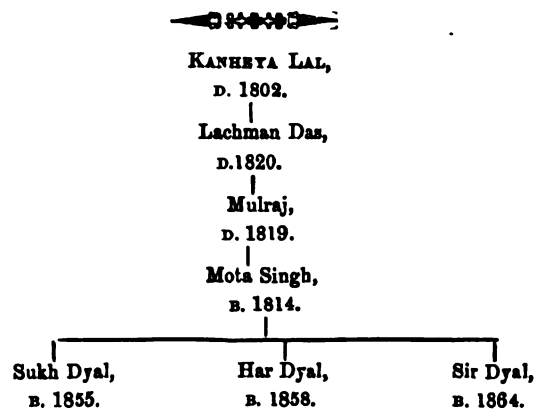 KANHEYA LAL,
D. 1802.
Lachman Das,
D.1820.
Mulraj,
D. 1819.
Mota Singh,
B. 1814.
Sukh Dyal, Har Dyal, Sir Dyal,
B. 1855. B. 1858. B. 1864.